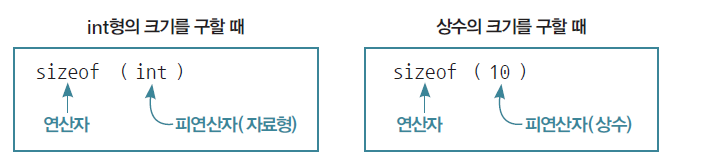 int형의 크기를 구할 때
sizeof ( int )
연산자
피연산자( 자료형)
상수의 크기를 구할 때
sizeof ( 10 )
연산자
피연산자( 상수)